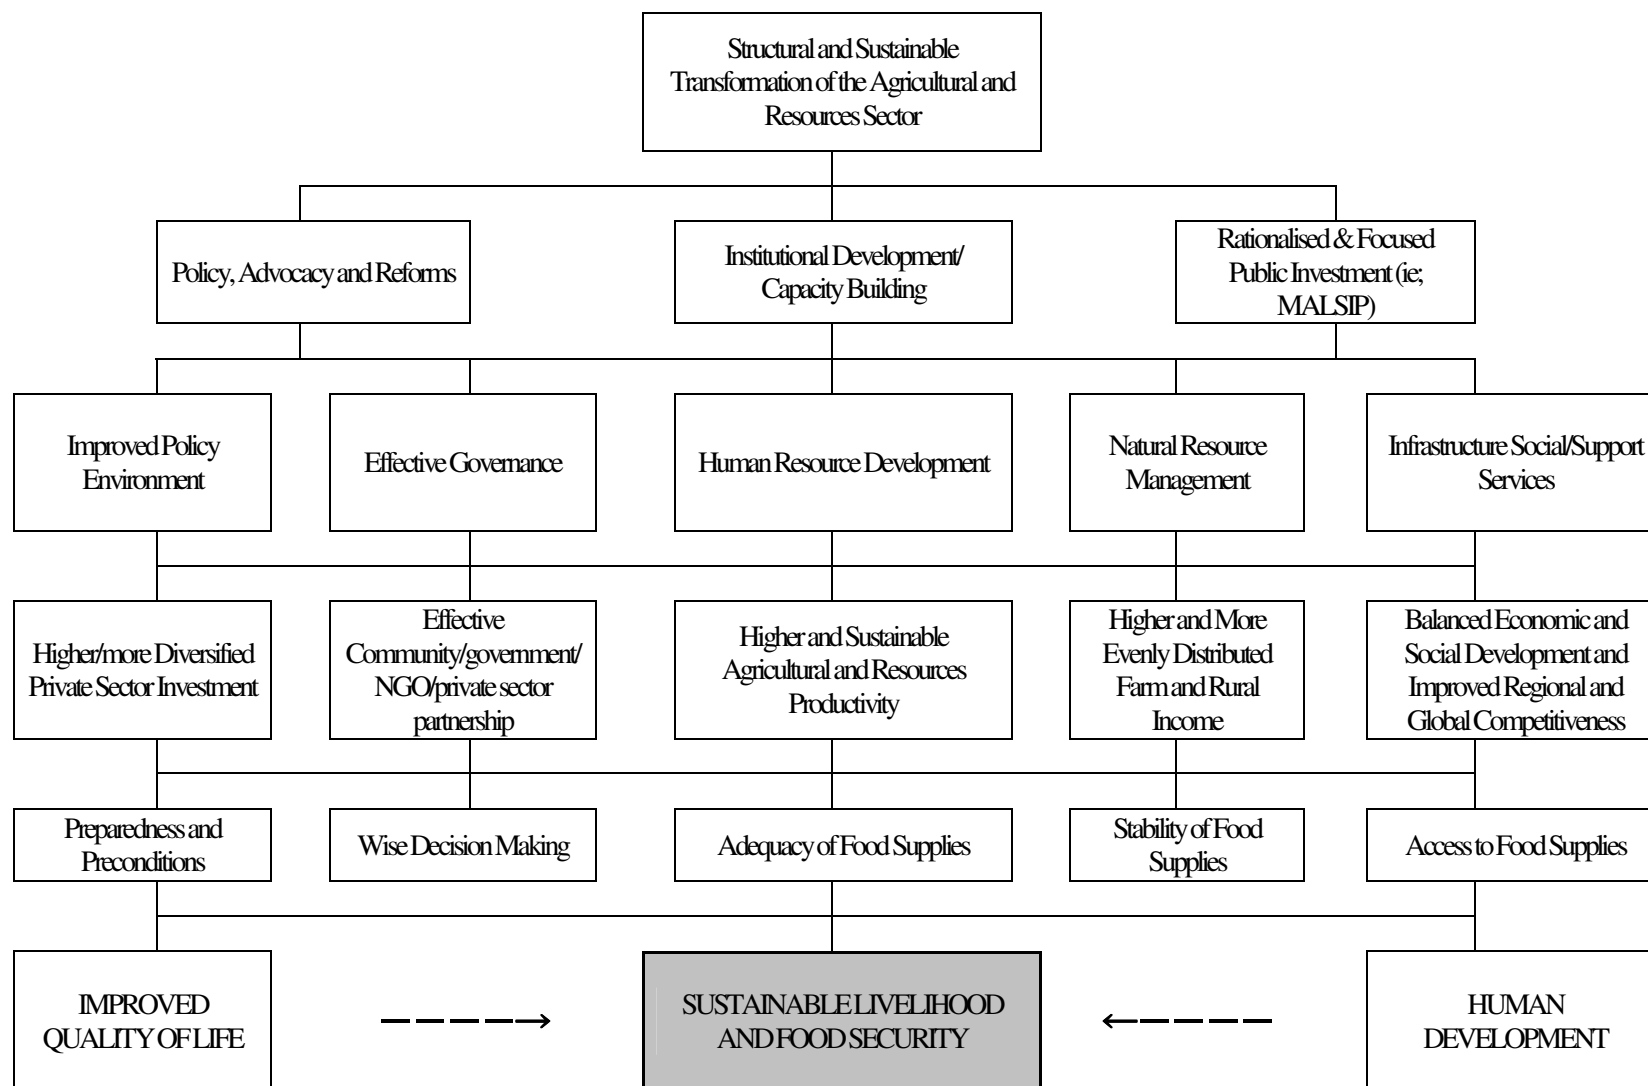 Structural and Sustainable
Transformation of the Agricultural and
Resources Sector
Policy, Advocacy and Reforms
Institutional Development/
Capacity Building
Rationalised & Focused
Public Investment (ie;
MALSIP)
Improved Policy
Environment
Effective Governance
Human Resource Development
Natural Resource
Management
Infrastructure Social/Support
Services
Higher/more Diversified
Private Sector Investment
Effective
Community/government/
NGO/private sector
partnership
Higher and Sustainable
Agricultural and Resources
Productivity
Higher and More
Evenly Distributed
Farm and Rural
Income
Balanced Economic and
Social Development and
Improved Regional and
Global Competitiveness
Preparedness and
Preconditions
Wise Decision Making
Adequacy of Food Supplies
Stability of Food
Supplies
Access to Food Supplies
IMPROVED
QUALITY OF LIFE
SUSTAINABLE LIVELIHOOD
AND FOOD SECURITY
HUMAN
DEVELOPMENT